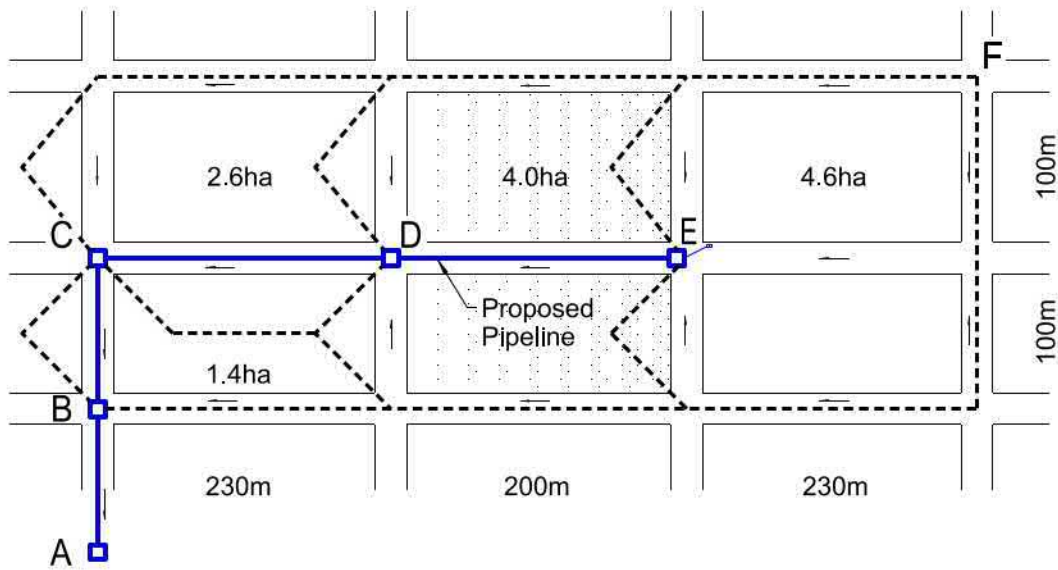 F
2.6ha
4.0ha
4.6ha
100m
C
D
E
Proposed
Pipeline
1.4ha
100m
B
230m
200m
230m
A